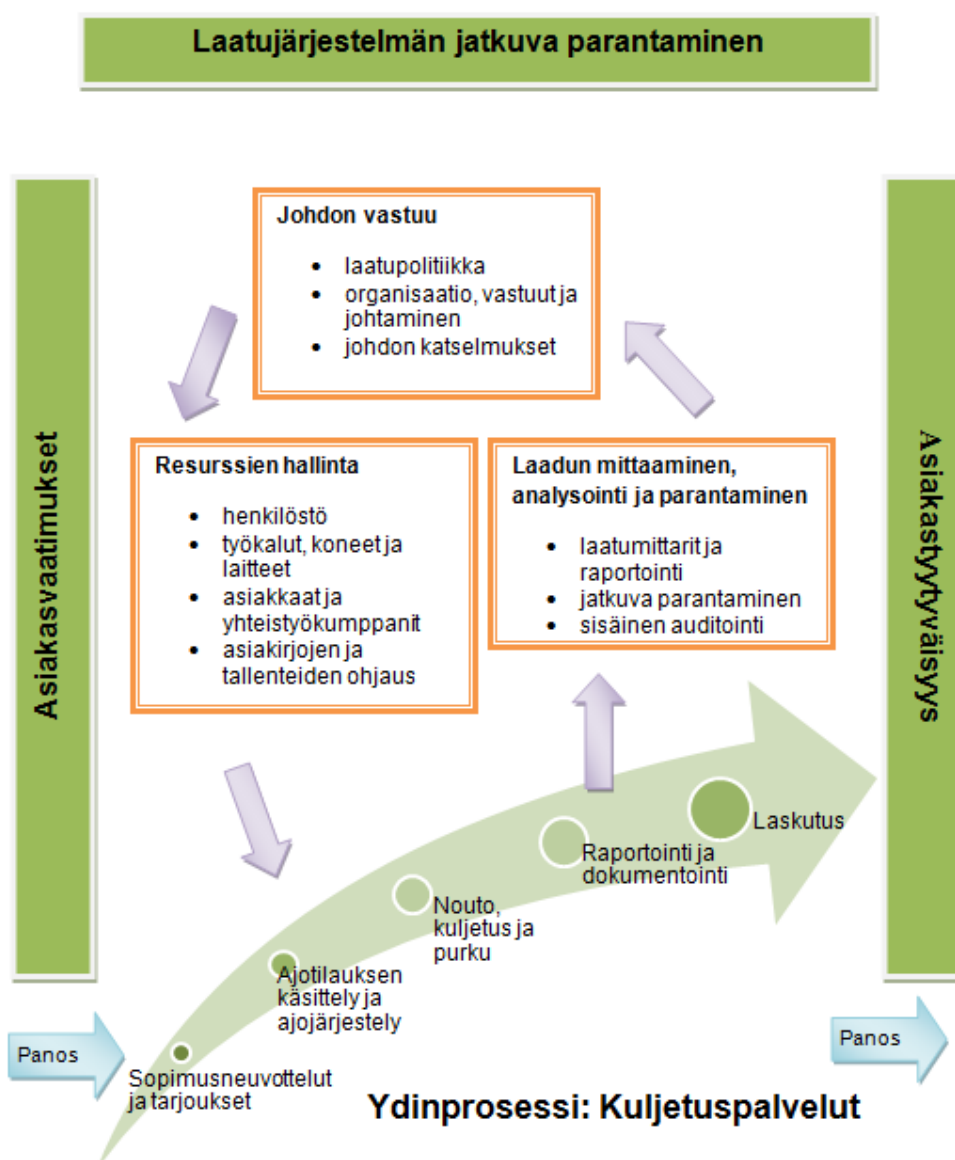 Laatujärjestelmän jatkuva parantaminen
Asiakasvaatimukset
Johdon vastuu
• laatupolitiikka
• organisaatio, vastuut ja
johtaminen
• johdon katselmukset
Resurssien hallinta
• henkilöstö
• työkalut, koneet ja
laitteet
• asiakkaat ja
yhteistyökumppanit
• asiakirjojen ja
tallenteiden ohjaus
Laadun mittaaminen,
analysointi ja parantaminen
• laatumittarit ja
raportointi
• jatkuva parantaminen
• sisäinen auditointi
Asiakastyytyväisyys
Laskutus
Raportointi ja
dokumentointi
Nouto,
kuljetus ja
purku
Ajotilauksen
käsittely ja
ajojärjestely
Sopimusneuvottelut
ja tarjoukset
Panos
Panos
Ydinprosessi: Kuljetuspalvelut